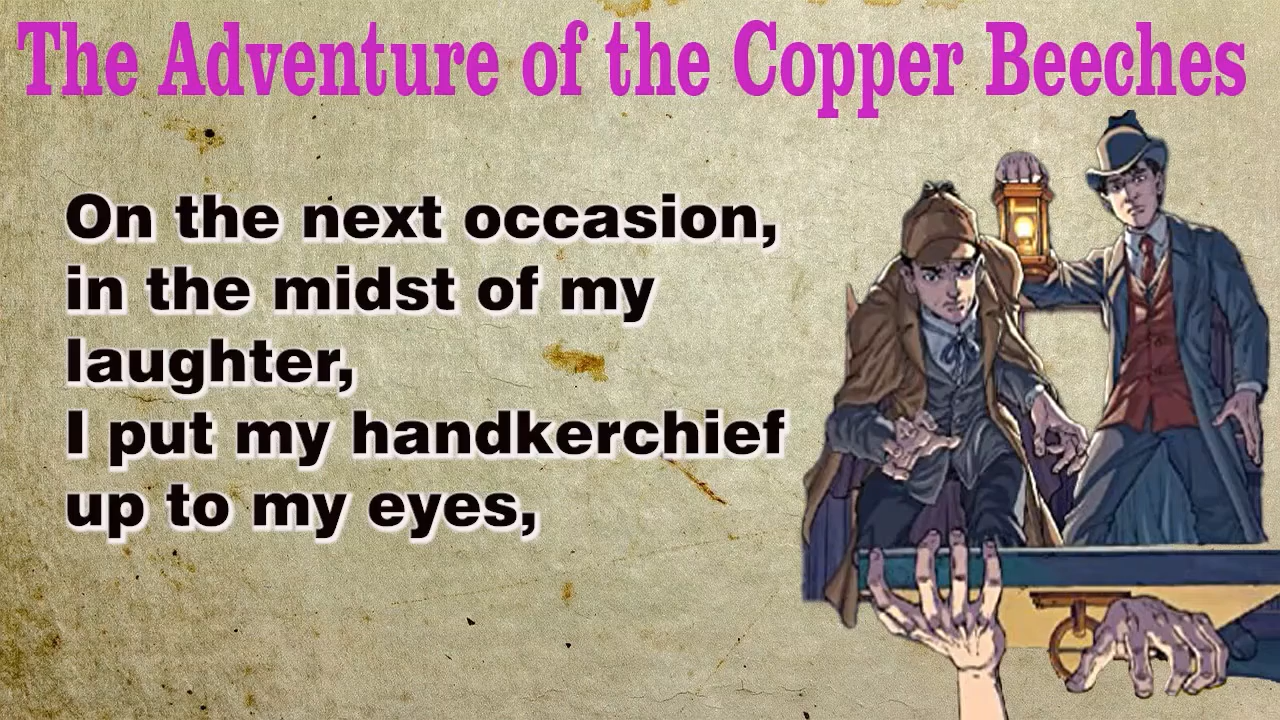 The Adventure of the Copper Beeches
On the next occasion,
in the midst of my
laughter,
I put my handkerchief
up to my eyes,